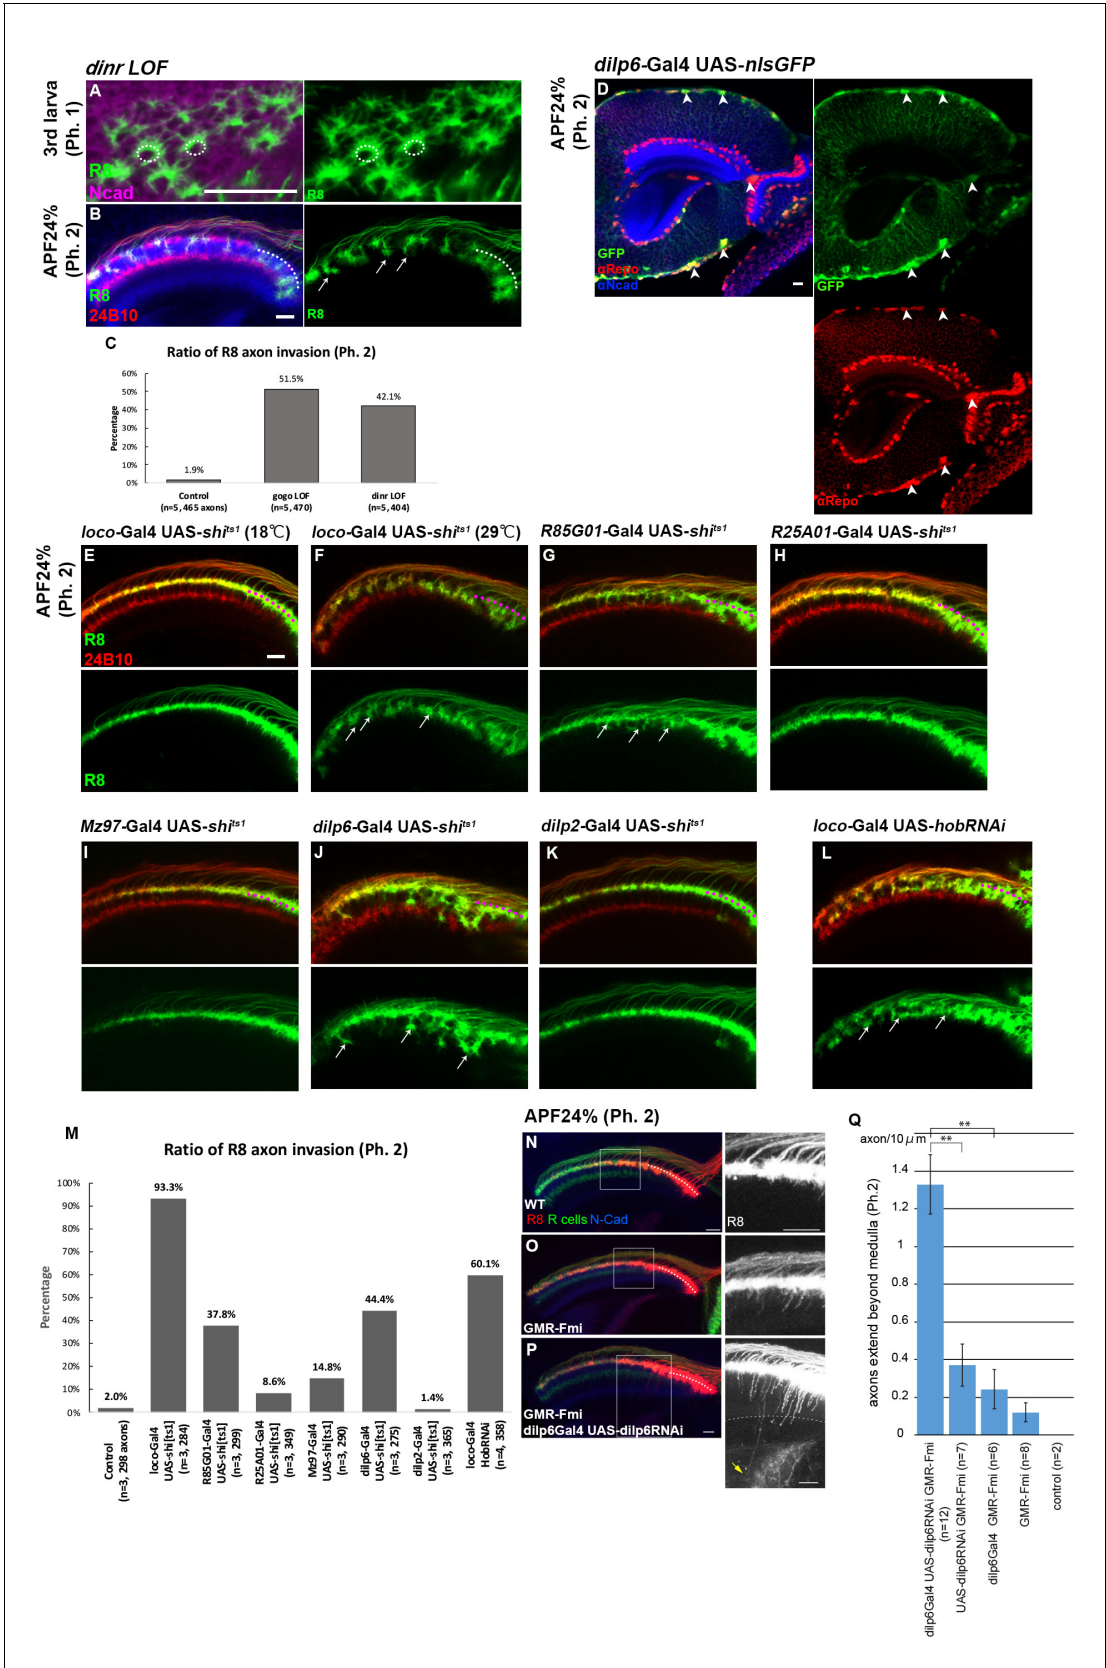 dinr LOF
3rd larva
(Ph. 1)
A
R8
Ncad
R8
APF24%
(Ph. 2)
B
R8
24B10
R8
dilp6-Gal4 UAS-nlsGFP
APF24%
(Ph. 2)
D
GFP
αRepo
αNcad
GFP
αRepo
C
Ratio of R8 axon invasion (Ph. 2)
Percentage
60%
50%
40%
30%
20%
10%
0%
1.9%
51.5%
42.1%
Control
(n=5, 465 axons)
gogo LOF
(n=5, 470)
dinr LOF
(n=5, 404)
loco-Gal4 UAS-shits1 (18℃)
loco-Gal4 UAS-shits1 (29℃)
R85G01-Gal4 UAS-shits1
R25A01-Gal4 UAS-shits1
APF24%
(Ph. 2)
E
R8
24B10
R8
F
G
H
Mz97-Gal4 UAS-shits1
dilp6-Gal4 UAS-shits1
dilp2-Gal4 UAS-shits1
loco-Gal4 UAS-hobRNAi
I
J
K
L
M
Ratio of R8 axon invasion (Ph. 2)
Percentage
100%
90%
80%
70%
60%
50%
40%
30%
20%
10%
0%
2.0%
93.3%
37.8%
8.6%
14.8%
44.4%
1.4%
60.1%
Control
(n=3, 298 axons)
loco-Gal4
UAS-shi[ts1]
(n=3, 284)
R85G01-Gal4
UAS-shi[ts1]
(n=3, 299)
R25A01-Gal4
UAS-shi[ts1]
(n=3, 349)
Mz97-Gal4
UAS-shi[ts1]
(n=3, 290)
dilp6-Gal4
UAS-shi[ts1]
(n=3, 275)
dilp2-Gal4
UAS-shi[ts1]
(n=3, 365)
loco-Gal4
HobRNAi
(n=4, 358)
APF24% (Ph. 2)
N
WT
R8 R cells N-Cad
R8
O
GMR-Fmi
P
GMR-Fmi
dilp6Gal4 UAS-dilp6RNAi
Q
axon/10μm
axons extend beyond medulla (Ph.2)
**
**
1.4
1.2
1
0.8
0.6
0.4
0.2
0
dilp6Gal4 UAS-dilp6RNAi GMR-Fmi
(n=12)
UAS-dilp6RNAi GMR-Fmi (n=7)
dilp6Gal4 GMR-Fmi (n=6)
GMR-Fmi (n=8)
control (n=2)